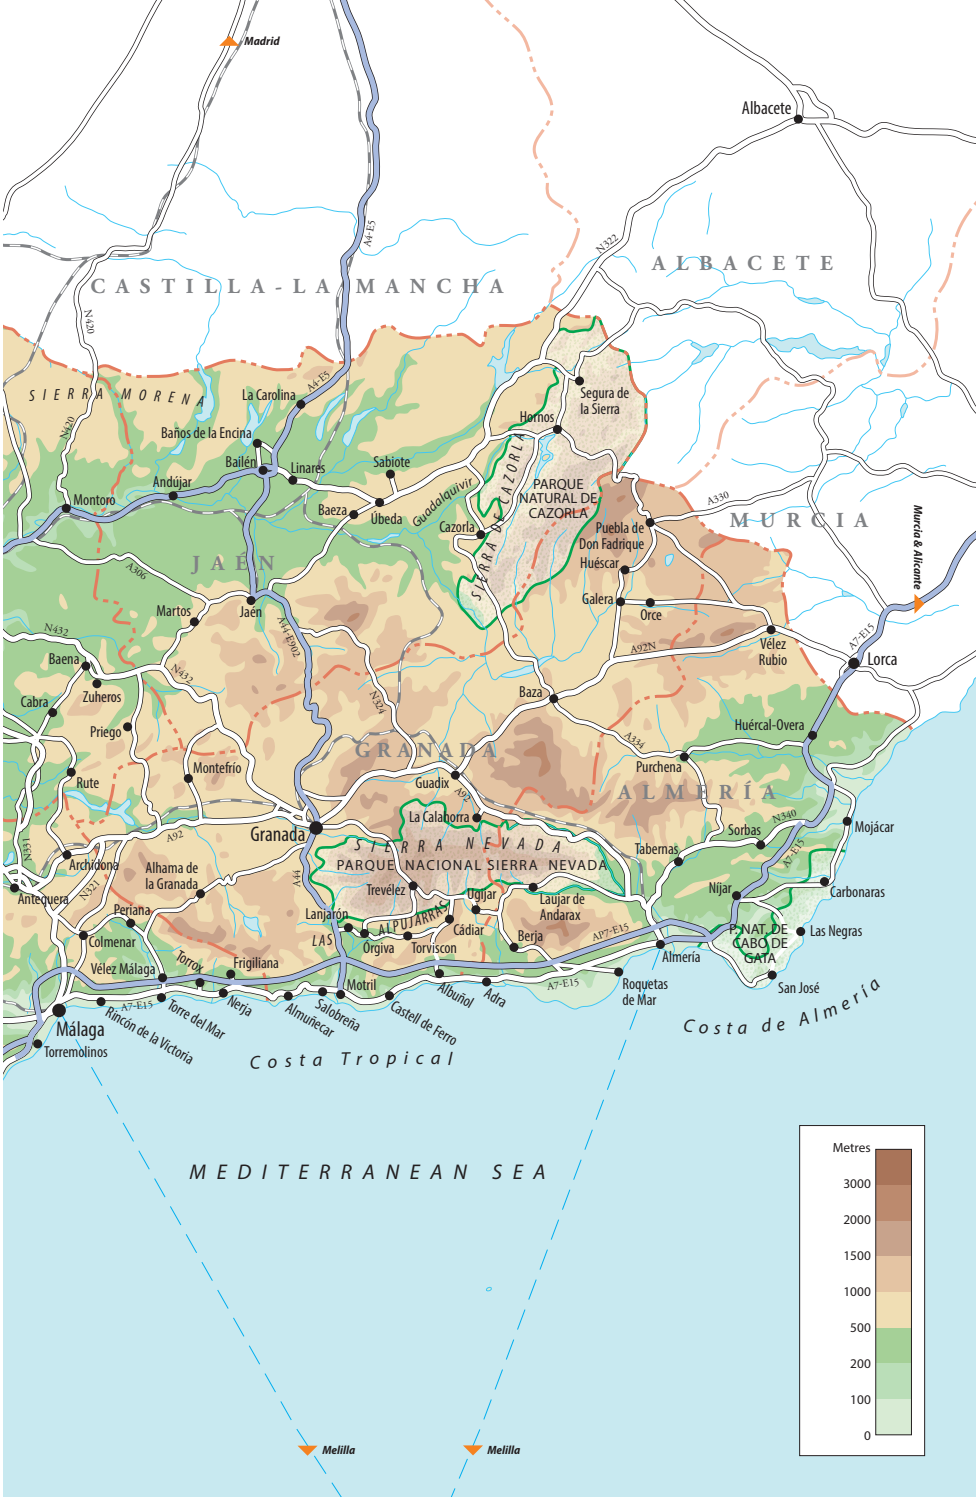 Madrid
Albacete
A4-E5
N322
ALBACETE
CASTILLA-LA MANCHA
N420
SIERRA MORENA
La Carolina
A4-E5
Segura de
la Sierra
N420
Hornos
Baños de la Encina
Bailén
Linares
Sabiote
Andújar
Montoro
Baeza
Úbeda
Guadalquivir
Cazorla
SIERRA DE CAZORLA
PARQUE
NATURAL DE
CAZORLA
A330
MURCIA
Murcia & Alicante
Puebla de
Don Fadrique
Huéscar
JAÉN
A306
Martos
Jaén
Galera
Orce
A44-E902
N432
A92N
Vélez
Rubio
A7-E15
Lorca
Baena
Zuheros
N432
Cabra
N324
Baza
Priego
Huércal-Overa
A334
GRANADA
Purchena
Montefrío
Rute
Guadix
A92
ALMERÍA
La Calahorra
N340
Mojácar
Sorbas
Granada
A92
N331
SIERRA NEVADA
PARQUE NACIONAL SIERRA NEVADA
Tabernas
A7-E15
Archidona
Alhama de
la Granada
A44
Trevélez
Antequera
N321
Ugíjar
Laujar de
Andarax
Níjar
Carbonaras
Periana
Lanjarón
LAS ALPUJARRAS
Cádiar
Colmenar
Órgiva
Torviscon
Berja
AP7-E15
P.NAT. DE
CABO DE
GATA
Las Negras
Almería
Vélez Málaga
Torrox
Frigiliana
Motril
Albuñol
Adra
A7-E15
Roquetas
de Mar
San José
Málaga
A7-E15
Rincón de la Victoria
Torre del Mar
Nerja
Almuñecar
Salobreña
Castell de Ferro
Torremolinos
Costa Tropical
Costa de Almería
MEDITERRANEAN SEA
Metres
3000
2000
1500
1000
500
200
100
0
Melilla
Melilla